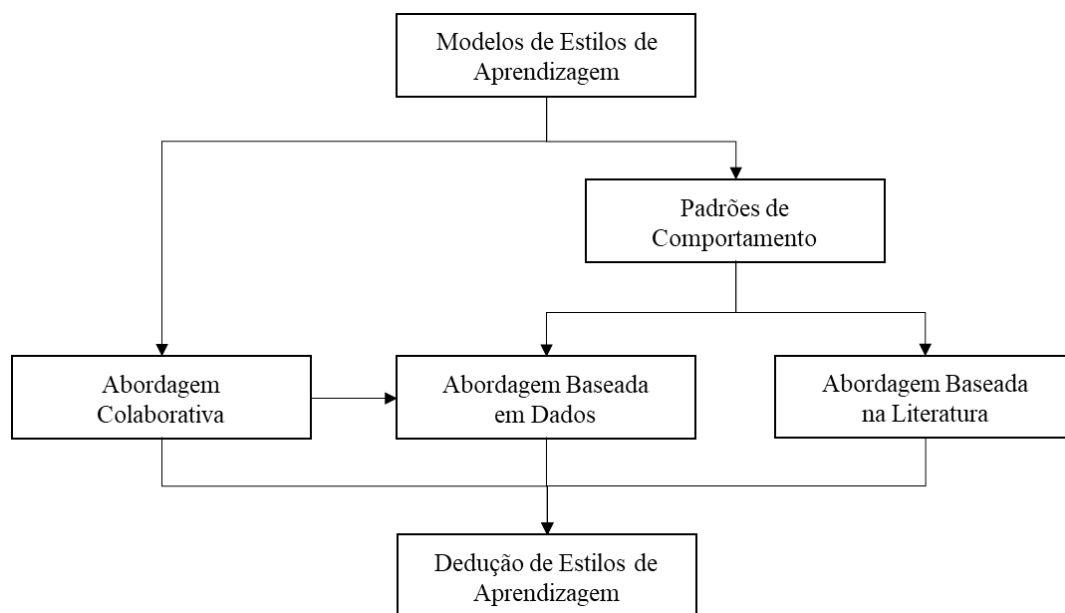 Modelos de Estilos de
Aprendizagem
Padrões de
Comportamento
Abordagem
Colaborativa
Abordagem Baseada
em Dados
Abordagem Baseada
na Literatura
Dedução de Estilos de
Aprendizagem